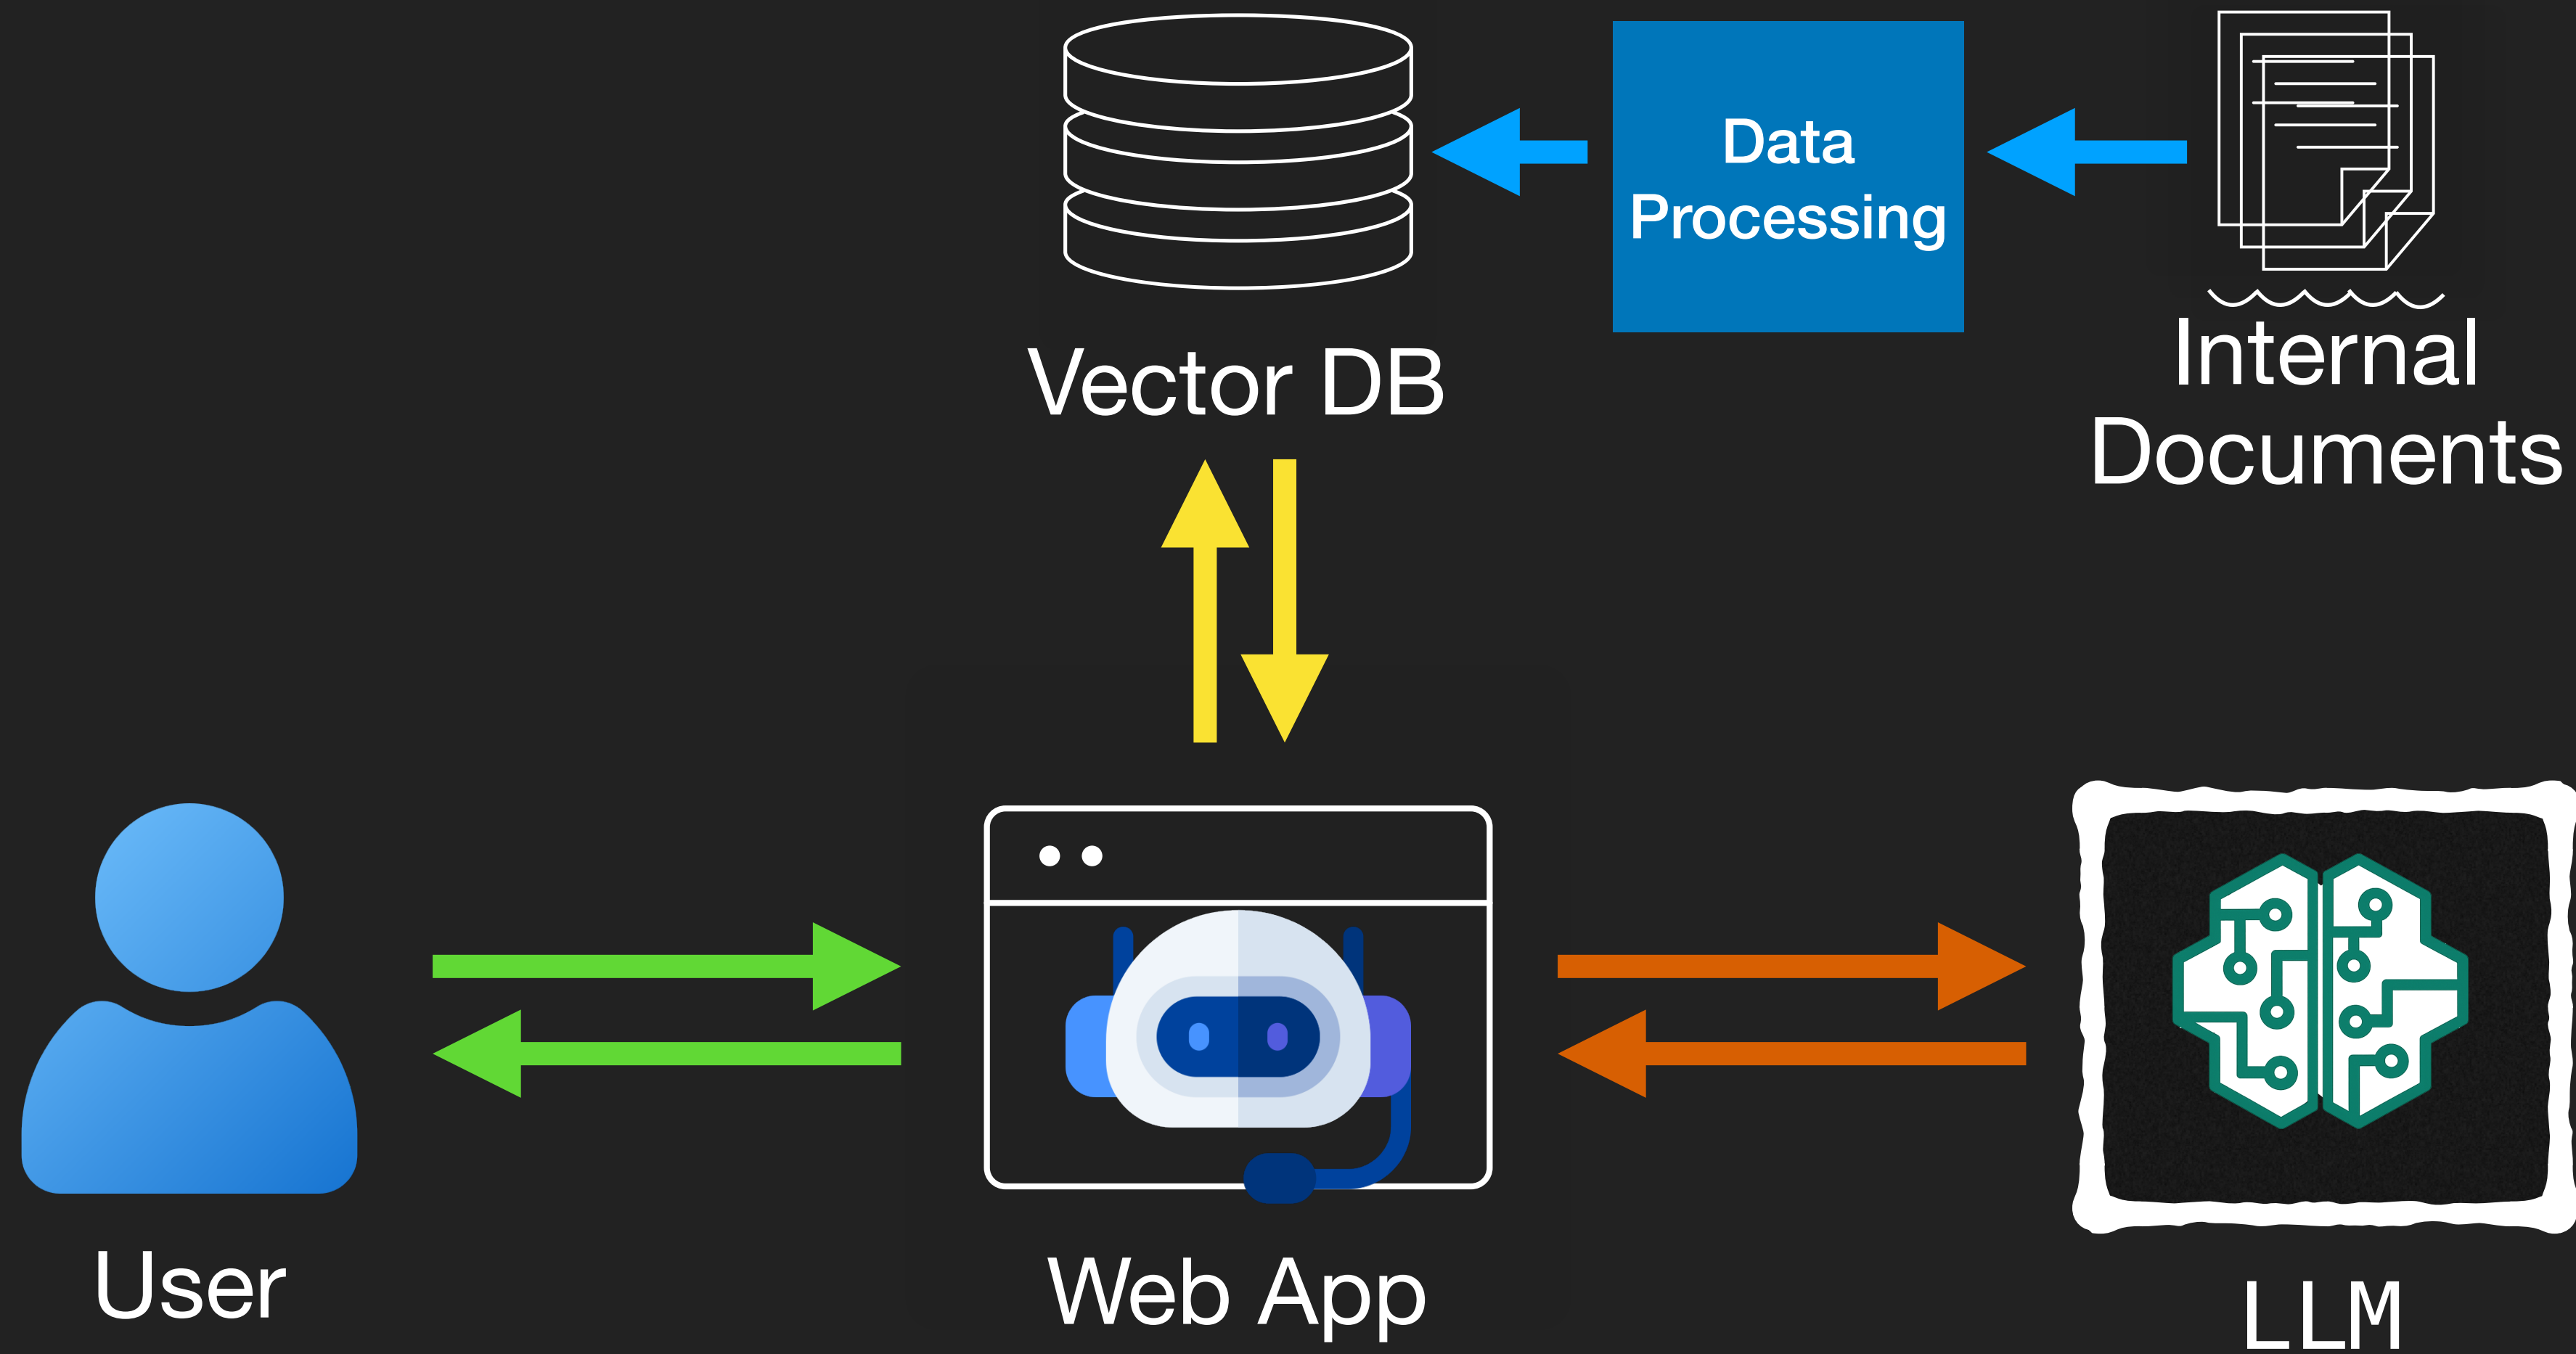 Data
Processing
Vector DB
Internal
Documents
User
Web App
LLM